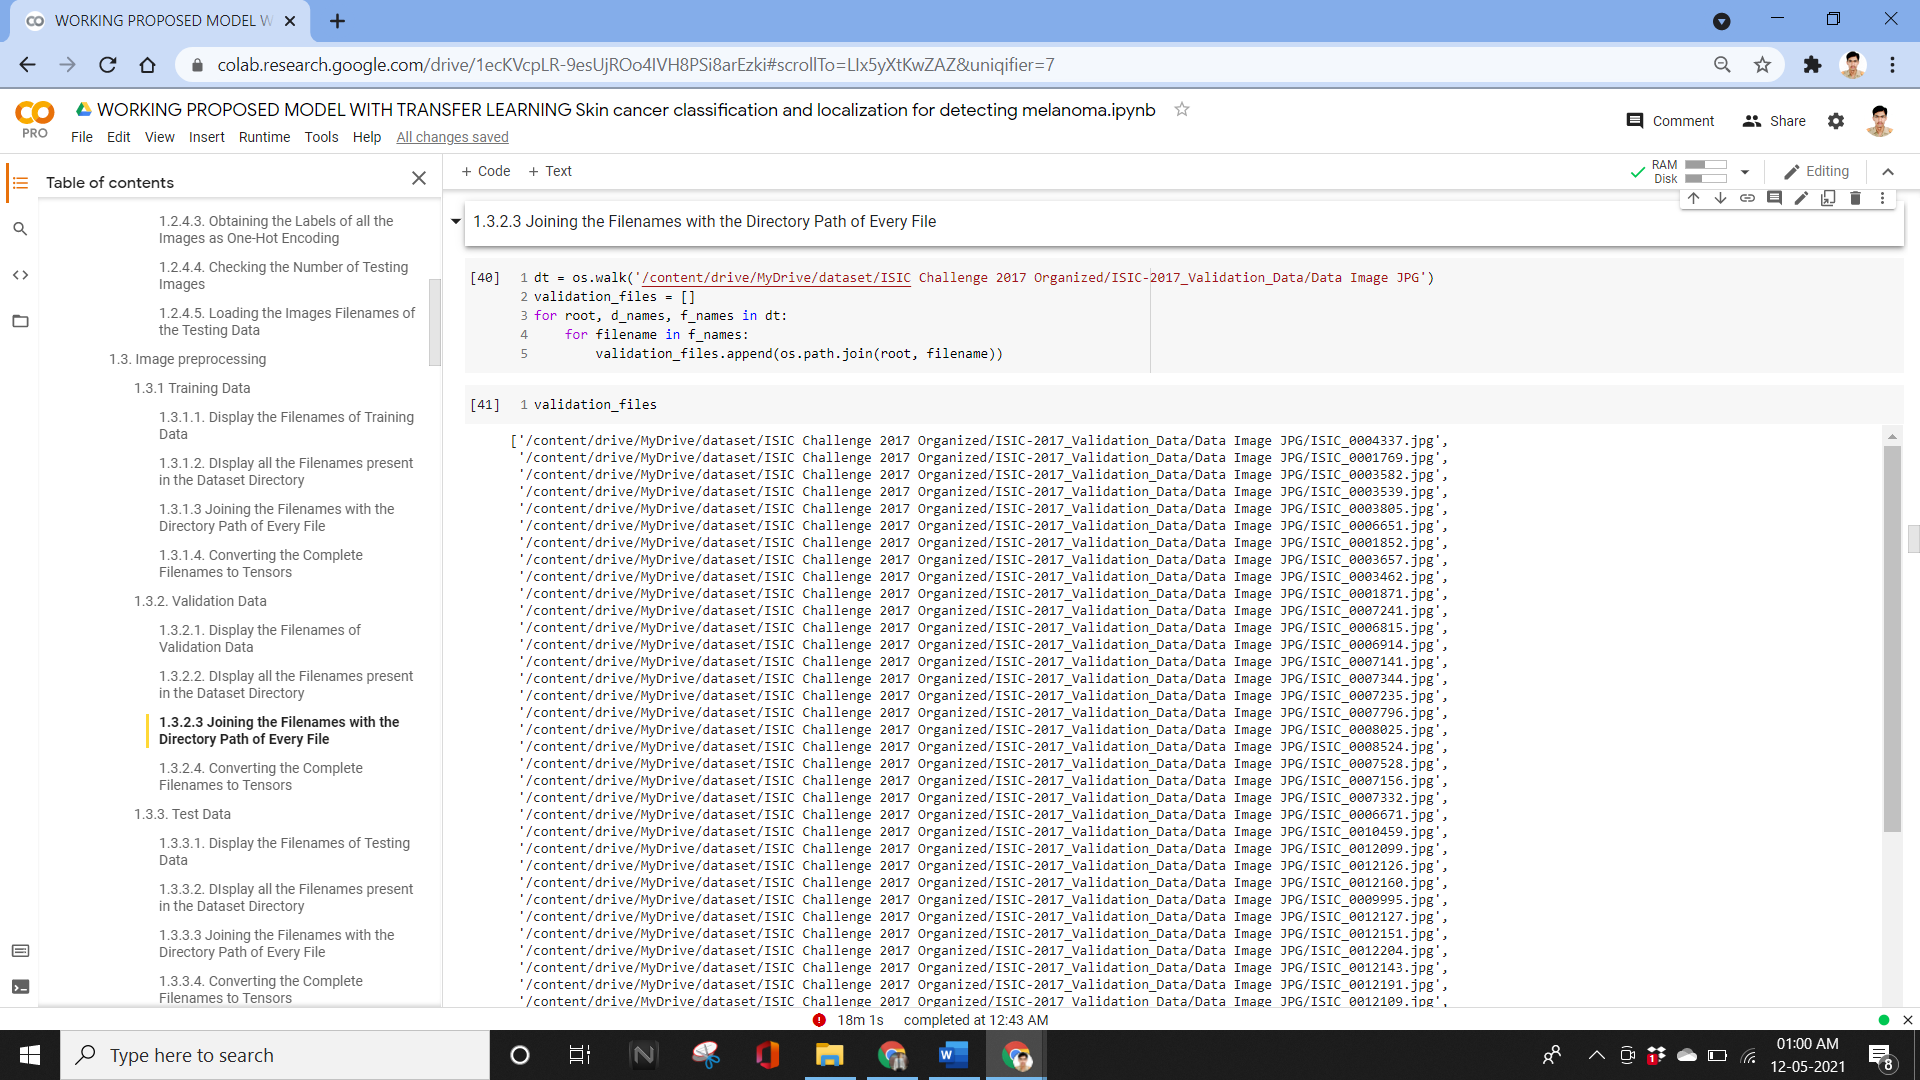 WORKING PROPOSED MODEL W
colab.research.google.com/drive/1ecKVcpLR-9esUjROo4IVH8PSi8arEzki#scrollTo=LIx5yXtKwZAZ&uniqifier=7
CO
PRO
WORKING PROPOSED MODEL WITH TRANSFER LEARNING Skin cancer classification and localization for detecting melanoma.ipynb
File Edit View Insert Runtime Tools Help All changes saved
Comment
Share
Table of contents
1.2.4.3. Obtaining the Labels of all the
Images as One-Hot Encoding
1.2.4.4. Checking the Number of Testing
Images
1.2.4.5. Loading the Images Filenames of
the Testing Data
1.3. Image preprocessing
1.3.1 Training Data
1.3.1.1. Display the Filenames of Training
Data
1.3.1.2. DIsplay all the Filenames present
in the Dataset Directory
1.3.1.3 Joining the Filenames with the
Directory Path of Every File
1.3.1.4. Converting the Complete
Filenames to Tensors
1.3.2. Validation Data
1.3.2.1. Display the Filenames of
Validation Data
1.3.2.2. DIsplay all the Filenames present
in the Dataset Directory
1.3.2.3 Joining the Filenames with the
Directory Path of Every File
1.3.2.4. Converting the Complete
Filenames to Tensors
1.3.3. Test Data
1.3.3.1. Display the Filenames of Testing
Data
1.3.3.2. DIsplay all the Filenames present
in the Dataset Directory
1.3.3.3 Joining the Filenames with the
Directory Path of Every File
1.3.3.4. Converting the Complete
Filenames to Tensors
+ Code + Text
RAM
Disk
Editing
1.3.2.3 Joining the Filenames with the Directory Path of Every File
[40] 1 dt = os.walk('/content/drive/MyDrive/dataset/ISIC Challenge 2017 Organized/ISIC-2017_Validation_Data/Data Image JPG')
2 validation_files = []
3 for root, d_names, f_names in dt:
4 for filename in f_names:
5 validation_files.append(os.path.join(root, filename))
[41] 1 validation_files
['/content/drive/MyDrive/dataset/ISIC Challenge 2017 Organized/ISIC-2017_Validation_Data/Data Image JPG/ISIC_0004337.jpg',
'/content/drive/MyDrive/dataset/ISIC Challenge 2017 Organized/ISIC-2017_Validation_Data/Data Image JPG/ISIC_0001769.jpg',
'/content/drive/MyDrive/dataset/ISIC Challenge 2017 Organized/ISIC-2017_Validation_Data/Data Image JPG/ISIC_0003582.jpg',
'/content/drive/MyDrive/dataset/ISIC Challenge 2017 Organized/ISIC-2017_Validation_Data/Data Image JPG/ISIC_0003539.jpg',
'/content/drive/MyDrive/dataset/ISIC Challenge 2017 Organized/ISIC-2017_Validation_Data/Data Image JPG/ISIC_0003805.jpg',
'/content/drive/MyDrive/dataset/ISIC Challenge 2017 Organized/ISIC-2017_Validation_Data/Data Image JPG/ISIC_0006651.jpg',
'/content/drive/MyDrive/dataset/ISIC Challenge 2017 Organized/ISIC-2017_Validation_Data/Data Image JPG/ISIC_0001852.jpg',
'/content/drive/MyDrive/dataset/ISIC Challenge 2017 Organized/ISIC-2017_Validation_Data/Data Image JPG/ISIC_0003657.jpg',
'/content/drive/MyDrive/dataset/ISIC Challenge 2017 Organized/ISIC-2017_Validation_Data/Data Image JPG/ISIC_0003462.jpg',
'/content/drive/MyDrive/dataset/ISIC Challenge 2017 Organized/ISIC-2017_Validation_Data/Data Image JPG/ISIC_0001871.jpg',
'/content/drive/MyDrive/dataset/ISIC Challenge 2017 Organized/ISIC-2017_Validation_Data/Data Image JPG/ISIC_0007241.jpg',
'/content/drive/MyDrive/dataset/ISIC Challenge 2017 Organized/ISIC-2017_Validation_Data/Data Image JPG/ISIC_0006815.jpg',
'/content/drive/MyDrive/dataset/ISIC Challenge 2017 Organized/ISIC-2017_Validation_Data/Data Image JPG/ISIC_0006914.jpg',
'/content/drive/MyDrive/dataset/ISIC Challenge 2017 Organized/ISIC-2017_Validation_Data/Data Image JPG/ISIC_0007141.jpg',
'/content/drive/MyDrive/dataset/ISIC Challenge 2017 Organized/ISIC-2017_Validation_Data/Data Image JPG/ISIC_0007344.jpg',
'/content/drive/MyDrive/dataset/ISIC Challenge 2017 Organized/ISIC-2017_Validation_Data/Data Image JPG/ISIC_0007235.jpg',
'/content/drive/MyDrive/dataset/ISIC Challenge 2017 Organized/ISIC-2017_Validation_Data/Data Image JPG/ISIC_0007796.jpg',
'/content/drive/MyDrive/dataset/ISIC Challenge 2017 Organized/ISIC-2017_Validation_Data/Data Image JPG/ISIC_0008025.jpg',
'/content/drive/MyDrive/dataset/ISIC Challenge 2017 Organized/ISIC-2017_Validation_Data/Data Image JPG/ISIC_0008524.jpg',
'/content/drive/MyDrive/dataset/ISIC Challenge 2017 Organized/ISIC-2017_Validation_Data/Data Image JPG/ISIC_0007528.jpg',
'/content/drive/MyDrive/dataset/ISIC Challenge 2017 Organized/ISIC-2017_Validation_Data/Data Image JPG/ISIC_0007156.jpg',
'/content/drive/MyDrive/dataset/ISIC Challenge 2017 Organized/ISIC-2017_Validation_Data/Data Image JPG/ISIC_0007332.jpg',
'/content/drive/MyDrive/dataset/ISIC Challenge 2017 Organized/ISIC-2017_Validation_Data/Data Image JPG/ISIC_0006671.jpg',
'/content/drive/MyDrive/dataset/ISIC Challenge 2017 Organized/ISIC-2017_Validation_Data/Data Image JPG/ISIC_0010459.jpg',
'/content/drive/MyDrive/dataset/ISIC Challenge 2017 Organized/ISIC-2017_Validation_Data/Data Image JPG/ISIC_0012099.jpg',
'/content/drive/MyDrive/dataset/ISIC Challenge 2017 Organized/ISIC-2017_Validation_Data/Data Image JPG/ISIC_0012126.jpg',
'/content/drive/MyDrive/dataset/ISIC Challenge 2017 Organized/ISIC-2017_Validation_Data/Data Image JPG/ISIC_0012160.jpg',
'/content/drive/MyDrive/dataset/ISIC Challenge 2017 Organized/ISIC-2017_Validation_Data/Data Image JPG/ISIC_0009995.jpg',
'/content/drive/MyDrive/dataset/ISIC Challenge 2017 Organized/ISIC-2017_Validation_Data/Data Image JPG/ISIC_0012127.jpg',
'/content/drive/MyDrive/dataset/ISIC Challenge 2017 Organized/ISIC-2017_Validation_Data/Data Image JPG/ISIC_0012151.jpg',
'/content/drive/MyDrive/dataset/ISIC Challenge 2017 Organized/ISIC-2017_Validation_Data/Data Image JPG/ISIC_0012204.jpg',
'/content/drive/MyDrive/dataset/ISIC Challenge 2017 Organized/ISIC-2017_Validation_Data/Data Image JPG/ISIC_0012143.jpg',
'/content/drive/MyDrive/dataset/ISIC Challenge 2017 Organized/ISIC-2017_Validation_Data/Data Image JPG/ISIC_0012191.jpg',
'/content/drive/MyDrive/dataset/ISIC Challenge 2017 Organized/ISIC-2017_Validation_Data/Data Image JPG/ISIC_0012109.jpg',
18m 1s completed at 12:43 AM
Type here to search
01:00 AM
12-05-2021
8